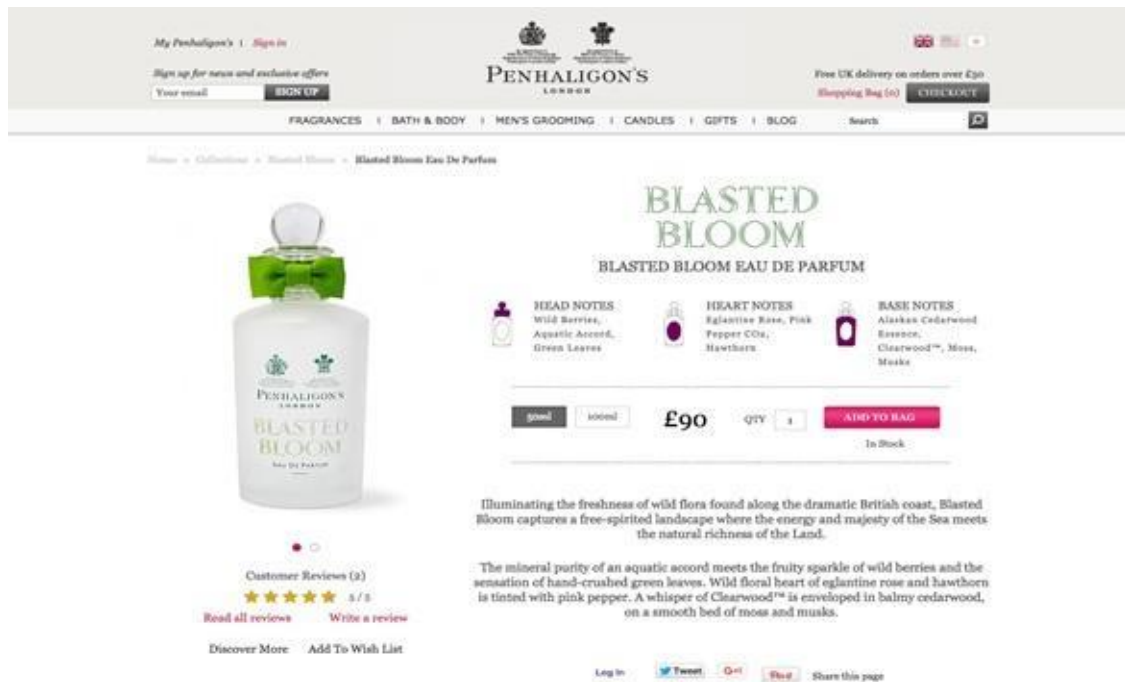 My Penhaligon's | Sign in
Sign up for news and exclusive offers
Your email SIGN UP
PENHALIGON'S
LONDON
Free UK delivery on orders over £50
Shopping Bag (0) CHECKOUT
FRAGRANCES | BATH & BODY | MEN'S GROOMING | CANDLES | GIFTS | BLOG Search
Home » Collections » Blasted Bloom » Blasted Bloom Eau De Parfum
BLASTED
BLOOM
BLASTED BLOOM EAU DE PARFUM
HEAD NOTES
Wild Berries,
Aquatic Accord,
Green Leaves
HEART NOTES
Eglantine Rose, Pink
Pepper CO2,
Hawthorn
BASE NOTES
Alaskan Cedarwood
Essence,
Clearwood™, Moss,
Musks
50ml 100ml £90 QTY 1 ADD TO BAG
In Stock
PENHALIGON'S
LONDON
BLASTED
BLOOM
EAU DE PARFUM
Customer Reviews (2)
5 / 5
Read all reviews Write a review
Discover More Add To Wish List
Illuminating the freshness of wild flora found along the dramatic British coast, Blasted
Bloom captures a free-spirited landscape where the energy and majesty of the Sea meets
the natural richness of the Land.
The mineral purity of an aquatic accord meets the fruity sparkle of wild berries and the
sensation of hand-crushed green leaves. Wild floral heart of eglantine rose and hawthorn
is tinted with pink pepper. A whisper of Clearwood™ is enveloped in balmy cedarwood,
on a smooth bed of moss and musks.
Log In Tweet G+1 Share this page